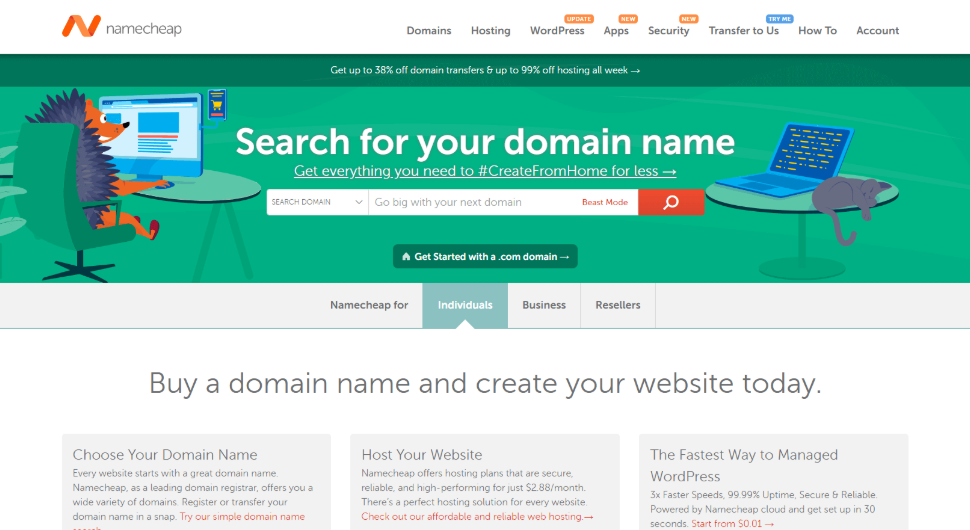 namecheap
UPDATE NEW NEW TRY ME
Domains Hosting WordPress Apps Security Transfer to Us How To Account
Get up to 38% off domain transfers & up to 99% off hosting all week →
Search for your domain name
Get everything you need to #CreateFromHome for less →
SEARCH DOMAIN Go big with your next domain Beast Mode
Get Started with a .com domain →
Namecheap for Individuals Business Resellers
Buy a domain name and create your website today.
Choose Your Domain Name
Every website starts with a great domain name.
Namecheap, as a leading domain registrar, offers you a
wide variety of domains. Register or transfer your
domain name in a snap. Try our simple domain name
Host Your Website
Namecheap offers hosting plans that are secure,
reliable, and high-performing for just $2.88/month.
There's a perfect hosting solution for every website.
Check out our affordable and reliable web hosting.→
The Fastest Way to Managed
WordPress
3x Faster Speeds, 99.99% Uptime, Secure & Reliable.
Powered by Namecheap cloud and get set up in 30
seconds. Start from $0.01 →